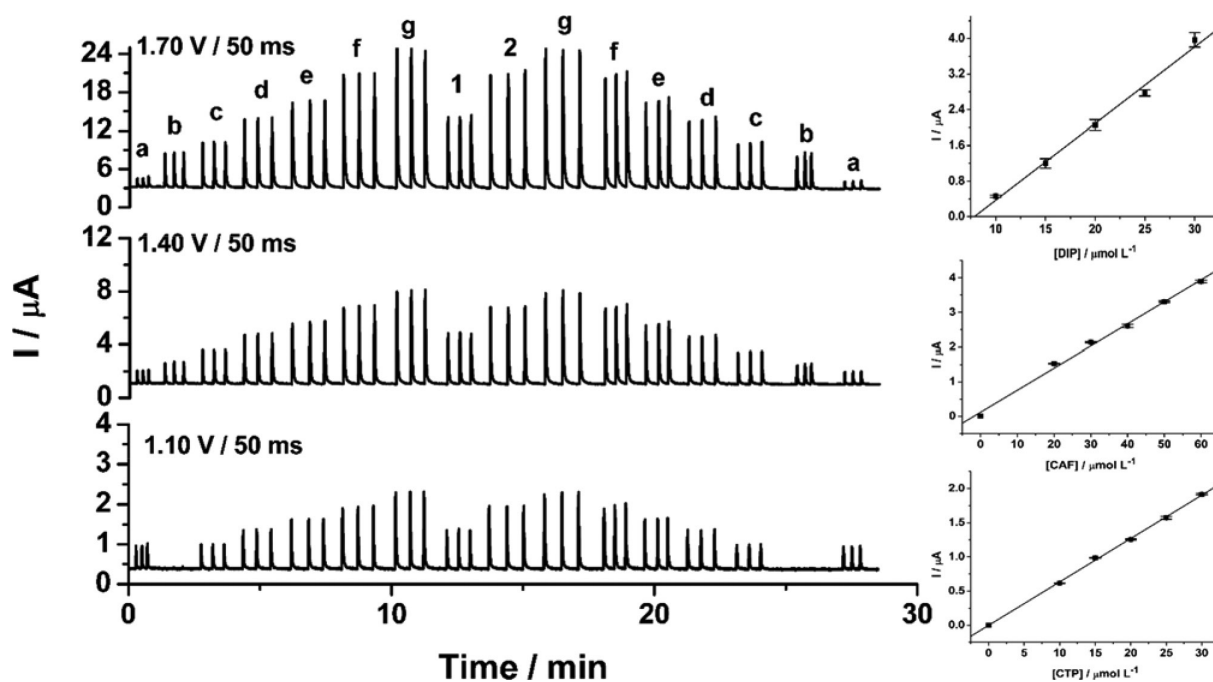 I / μA
1.70 V / 50 ms
24
18
12
6
0
a b c d e f g 1 2 g f e d c b a
1.40 V / 50 ms
12
8
4
0
1.10 V / 50 ms
4
3
2
1
0
0 10 20 30
Time / min
I / μA
4.0
3.2
2.4
1.6
0.8
0.0
10 15 20 25 30
[DIP] / μmol L⁻¹
I / μA
4
3
2
1
0
0 10 20 30 40 50 60
[CAF] / μmol L⁻¹
I / μA
2.0
1.5
1.0
0.5
0.0
0 5 10 15 20 25 30
[CTP] / μmol L⁻¹